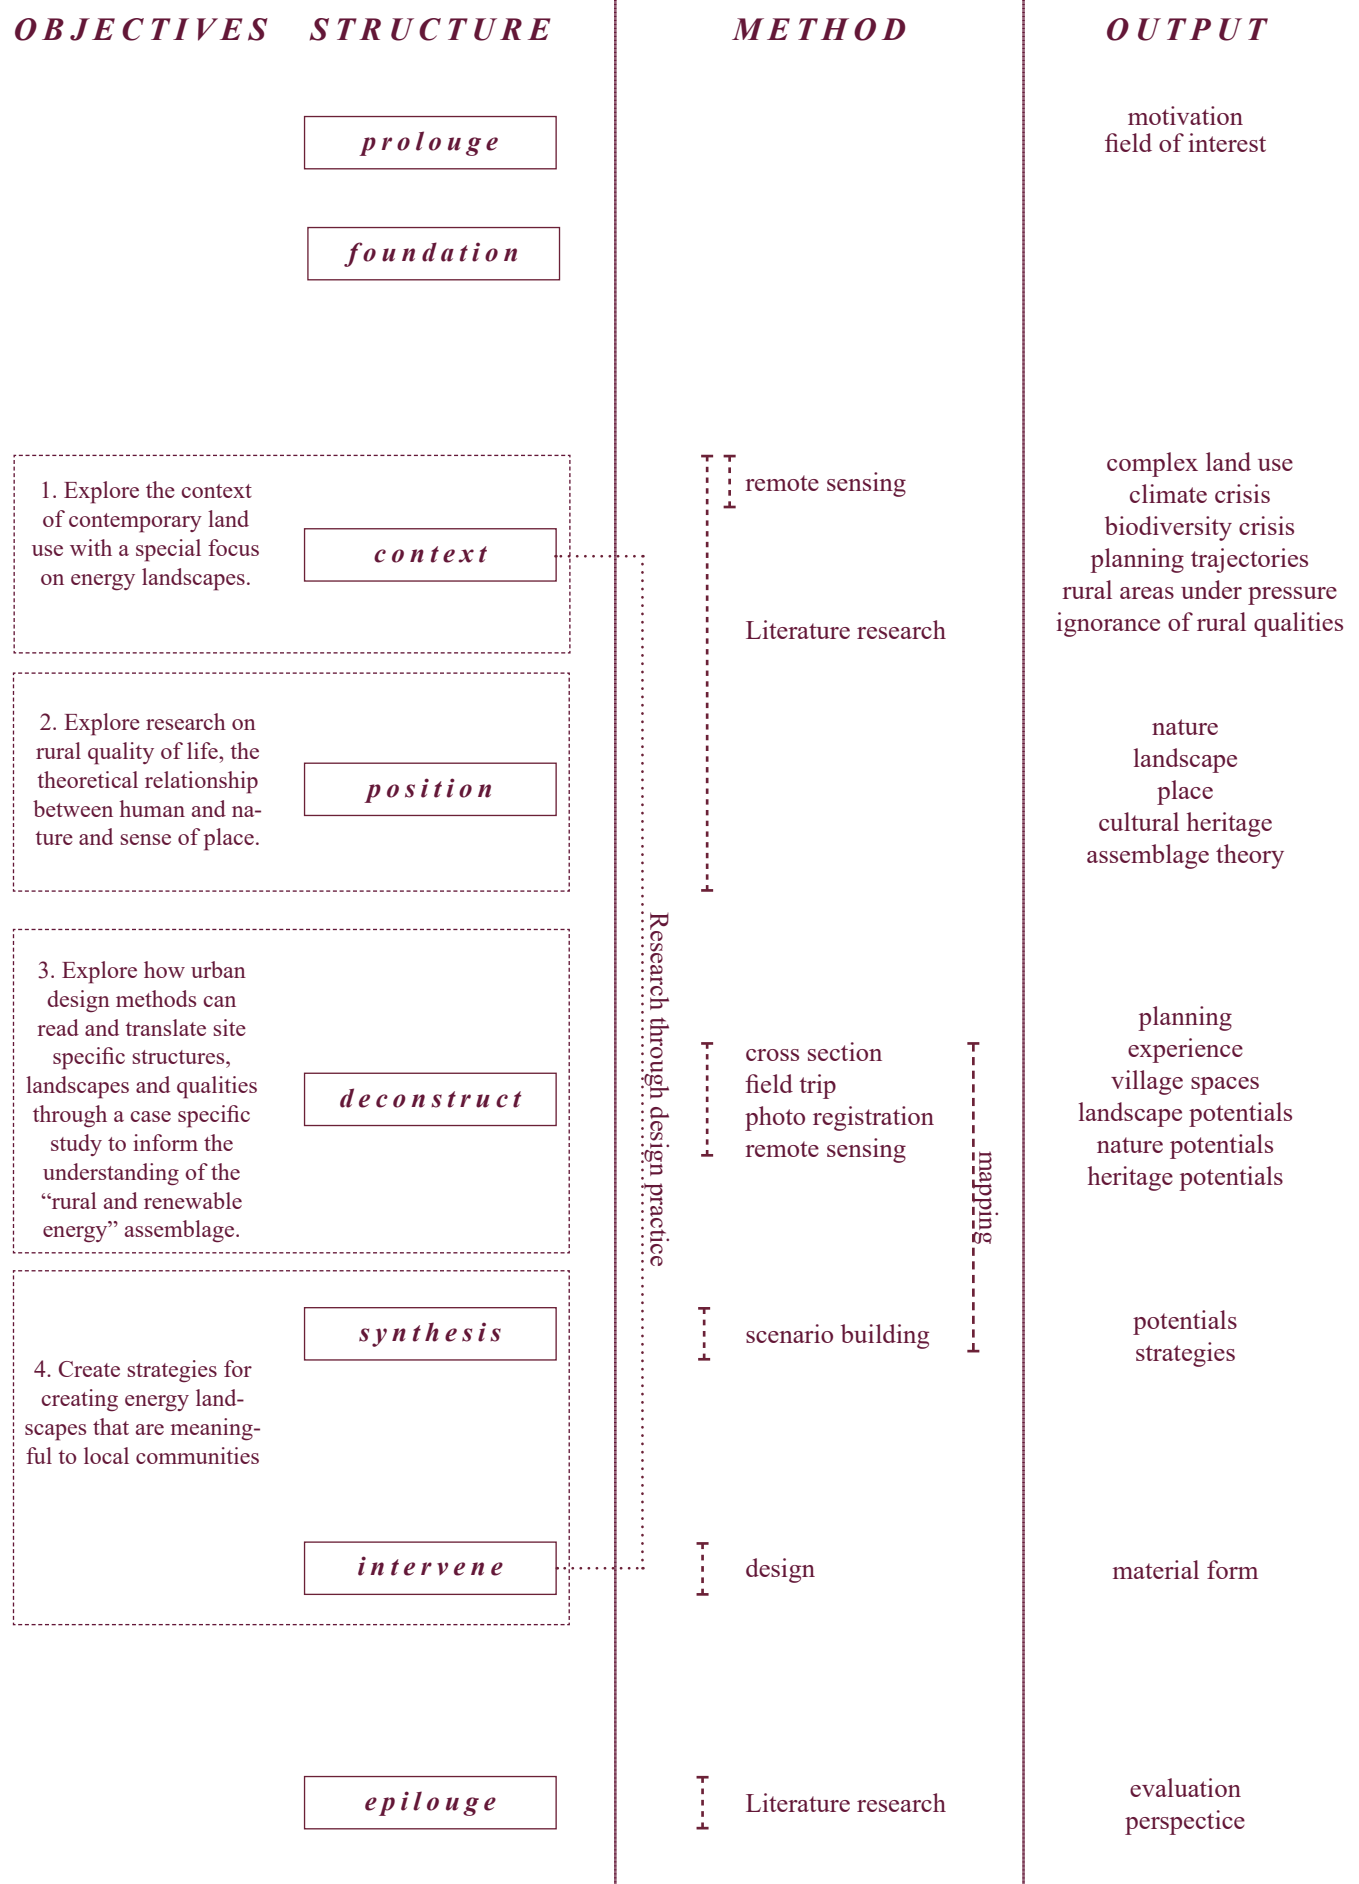 OBJECTIVES STRUCTURE METHOD OUTPUT
prolouge
motivation
field of interest
foundation
1. Explore the context
of contemporary land
use with a special focus
on energy landscapes.
context
remote sensing
Literature research
complex land use
climate crisis
biodiversity crisis
planning trajectories
rural areas under pressure
ignorance of rural qualities
2. Explore research on
rural quality of life, the
theoretical relationship
between human and na-
ture and sense of place.
position
nature
landscape
place
cultural heritage
assemblage theory
Research through design practice
3. Explore how urban
design methods can
read and translate site
specific structures,
landscapes and qualities
through a case specific
study to inform the
understanding of the
“rural and renewable
energy” assemblage.
deconstruct
cross section
field trip
photo registration
remote sensing
mapping
planning
experience
village spaces
landscape potentials
nature potentials
heritage potentials
4. Create strategies for
creating energy land-
scapes that are meaning-
ful to local communities
synthesis
scenario building
potentials
strategies
intervene
design
material form
epilouge
Literature research
evaluation
perspectice